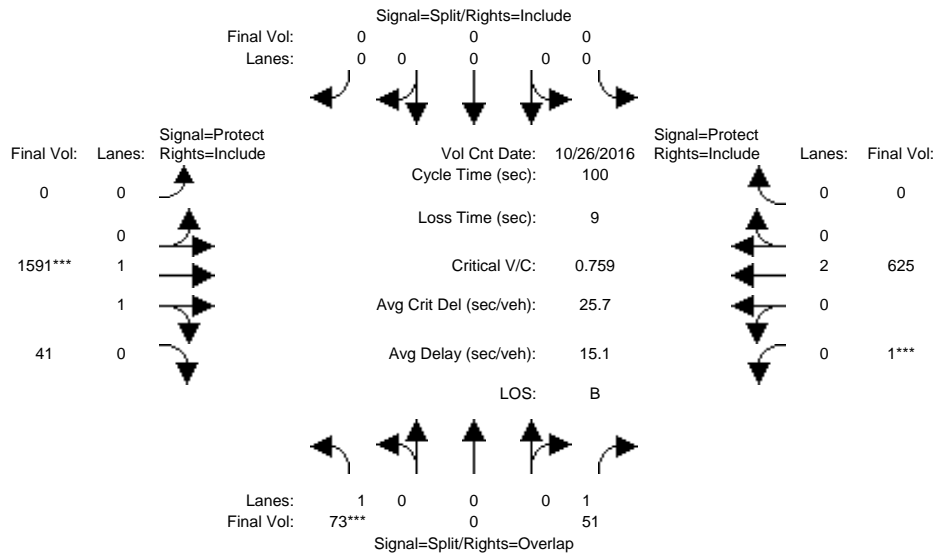 Signal=Split/Rights=Include
Final Vol: 0 0 0
Lanes: 0 0 0 0 0
Signal=Protect
Final Vol: Lanes: Rights=Include
Vol Cnt Date: 10/26/2016
Signal=Protect
Rights=Include Lanes: Final Vol:
Cycle Time (sec): 100
0 0
0 0
Loss Time (sec): 9
0
0
1591*** 1
Critical V/C: 0.759
2 625
1
Avg Crit Del (sec/veh): 25.7
0
41 0
Avg Delay (sec/veh): 15.1
0 1***
LOS: B
Lanes: 1 0 0 0 1
Final Vol: 73*** 0 51
Signal=Split/Rights=Overlap